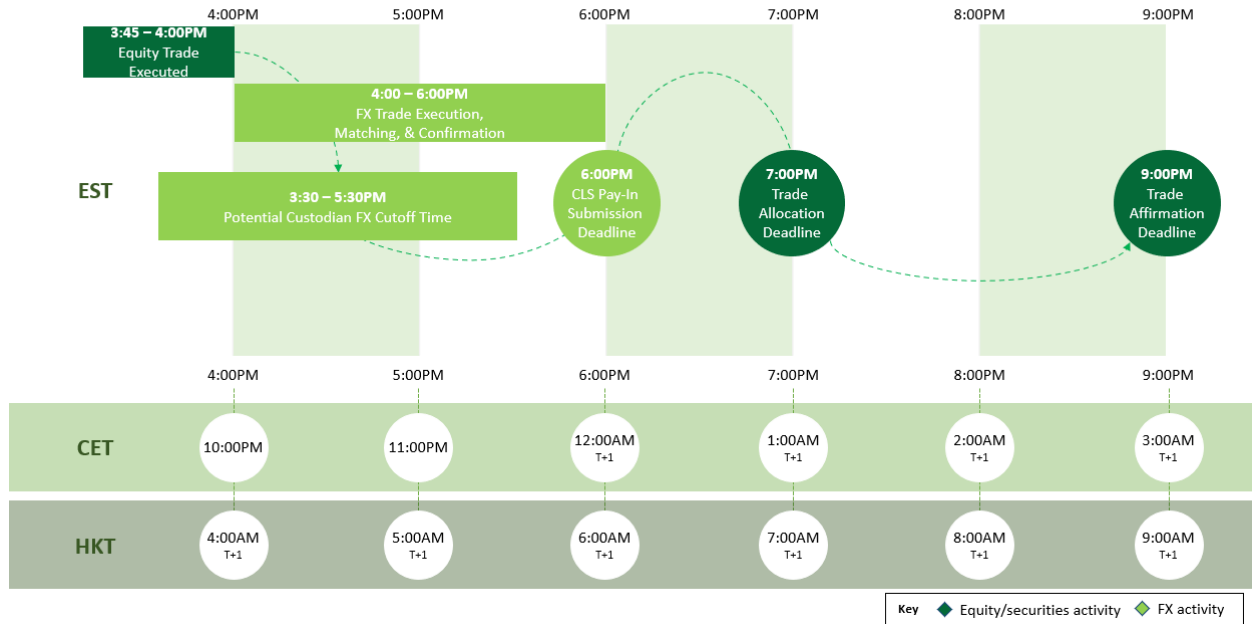 4:00PM 5:00PM 6:00PM 7:00PM 8:00PM 9:00PM
3:45 – 4:00PM
Equity Trade
Executed
4:00 – 6:00PM
FX Trade Execution,
Matching, & Confirmation
EST
3:30 – 5:30PM
Potential Custodian FX Cutoff Time
6:00PM
CLS Pay-In
Submission
Deadline
7:00PM
Trade
Allocation
Deadline
9:00PM
Trade
Affirmation
Deadline
4:00PM 5:00PM 6:00PM 7:00PM 8:00PM 9:00PM
CET
10:00PM
11:00PM
12:00AM
T+1
1:00AM
T+1
2:00AM
T+1
3:00AM
T+1
HKT
4:00AM
T+1
5:00AM
T+1
6:00AM
T+1
7:00AM
T+1
8:00AM
T+1
9:00AM
T+1
Key Equity/securities activity FX activity